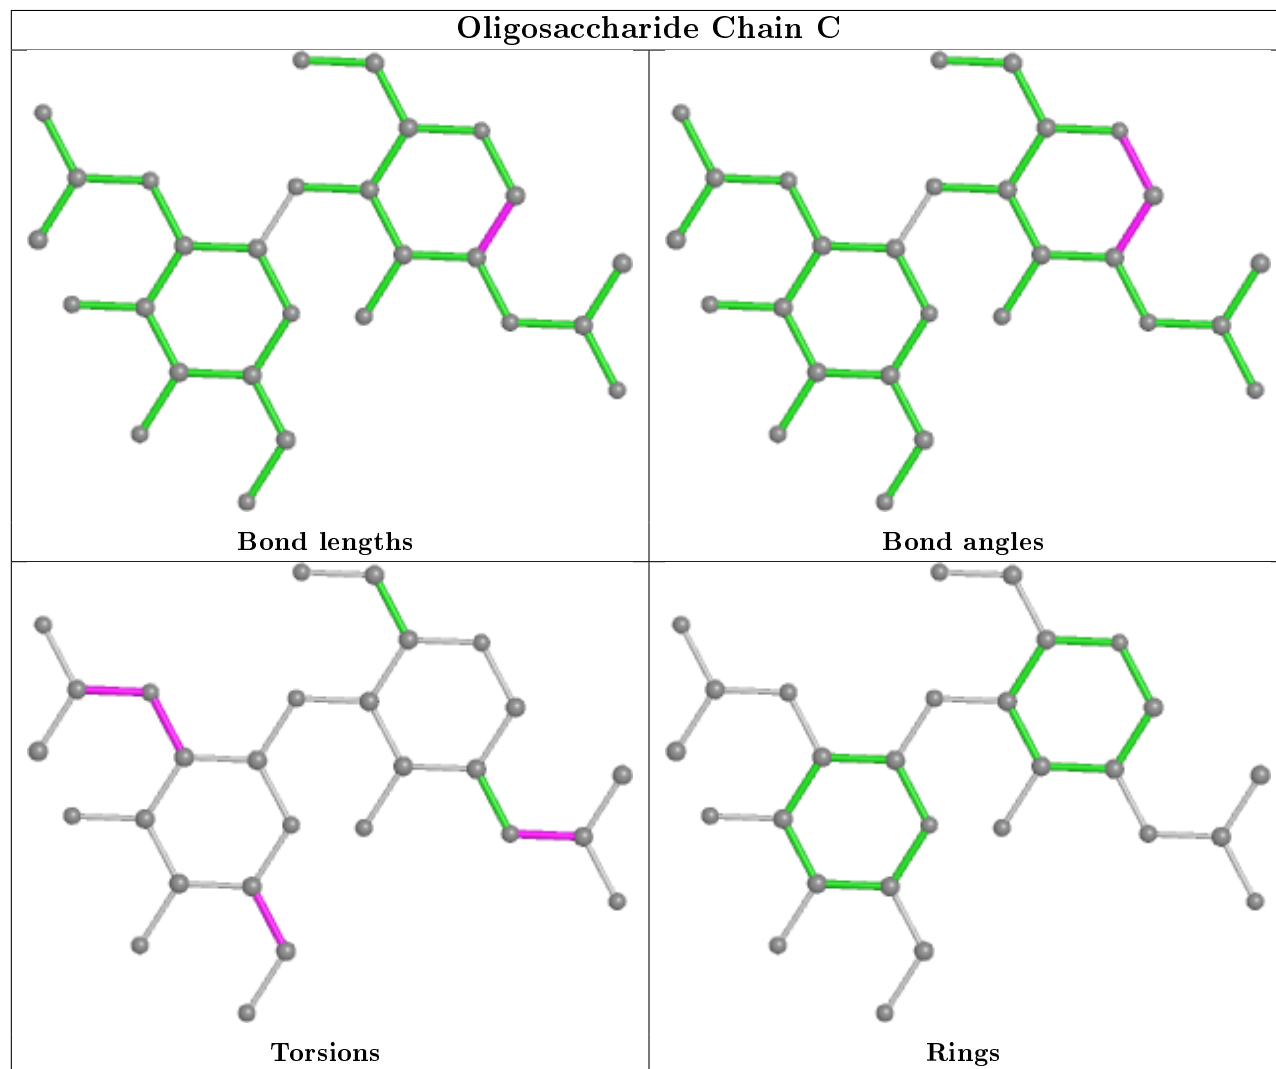 Oligosaccharide Chain C
Bond lengths
Bond angles
Torsions
Rings